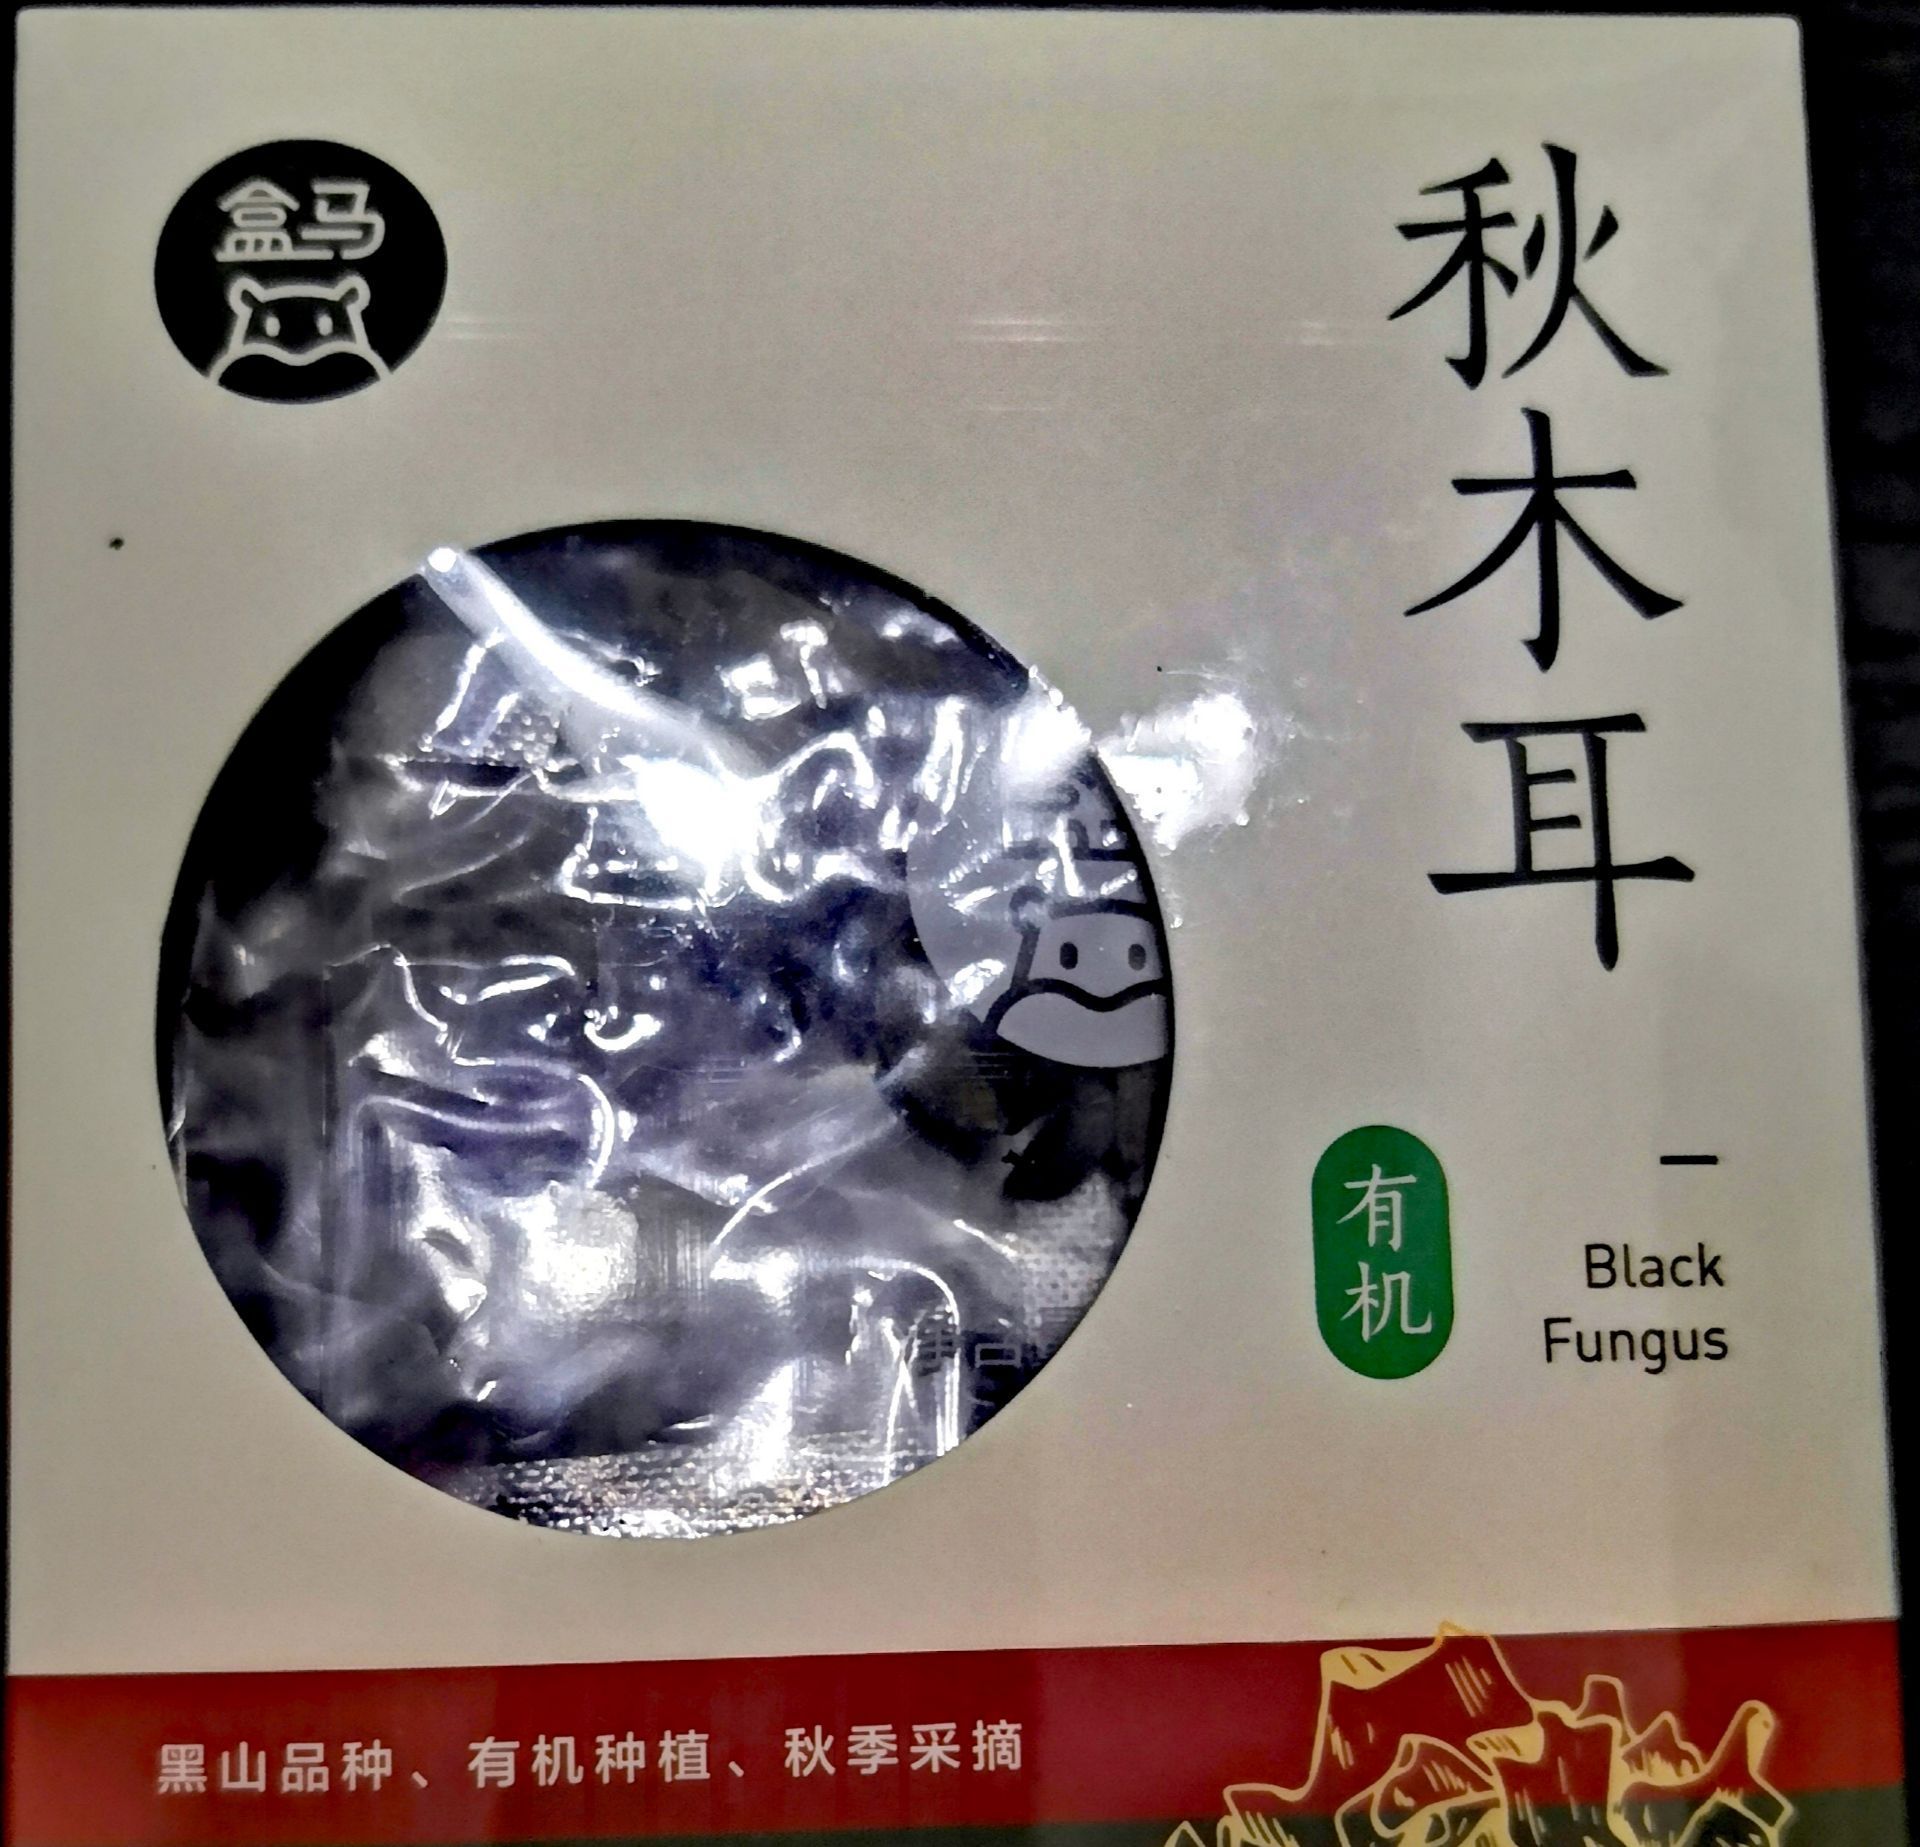 盒马
秋木耳
有机
Black
Fungus
黑山品种、有机种植、秋季采摘